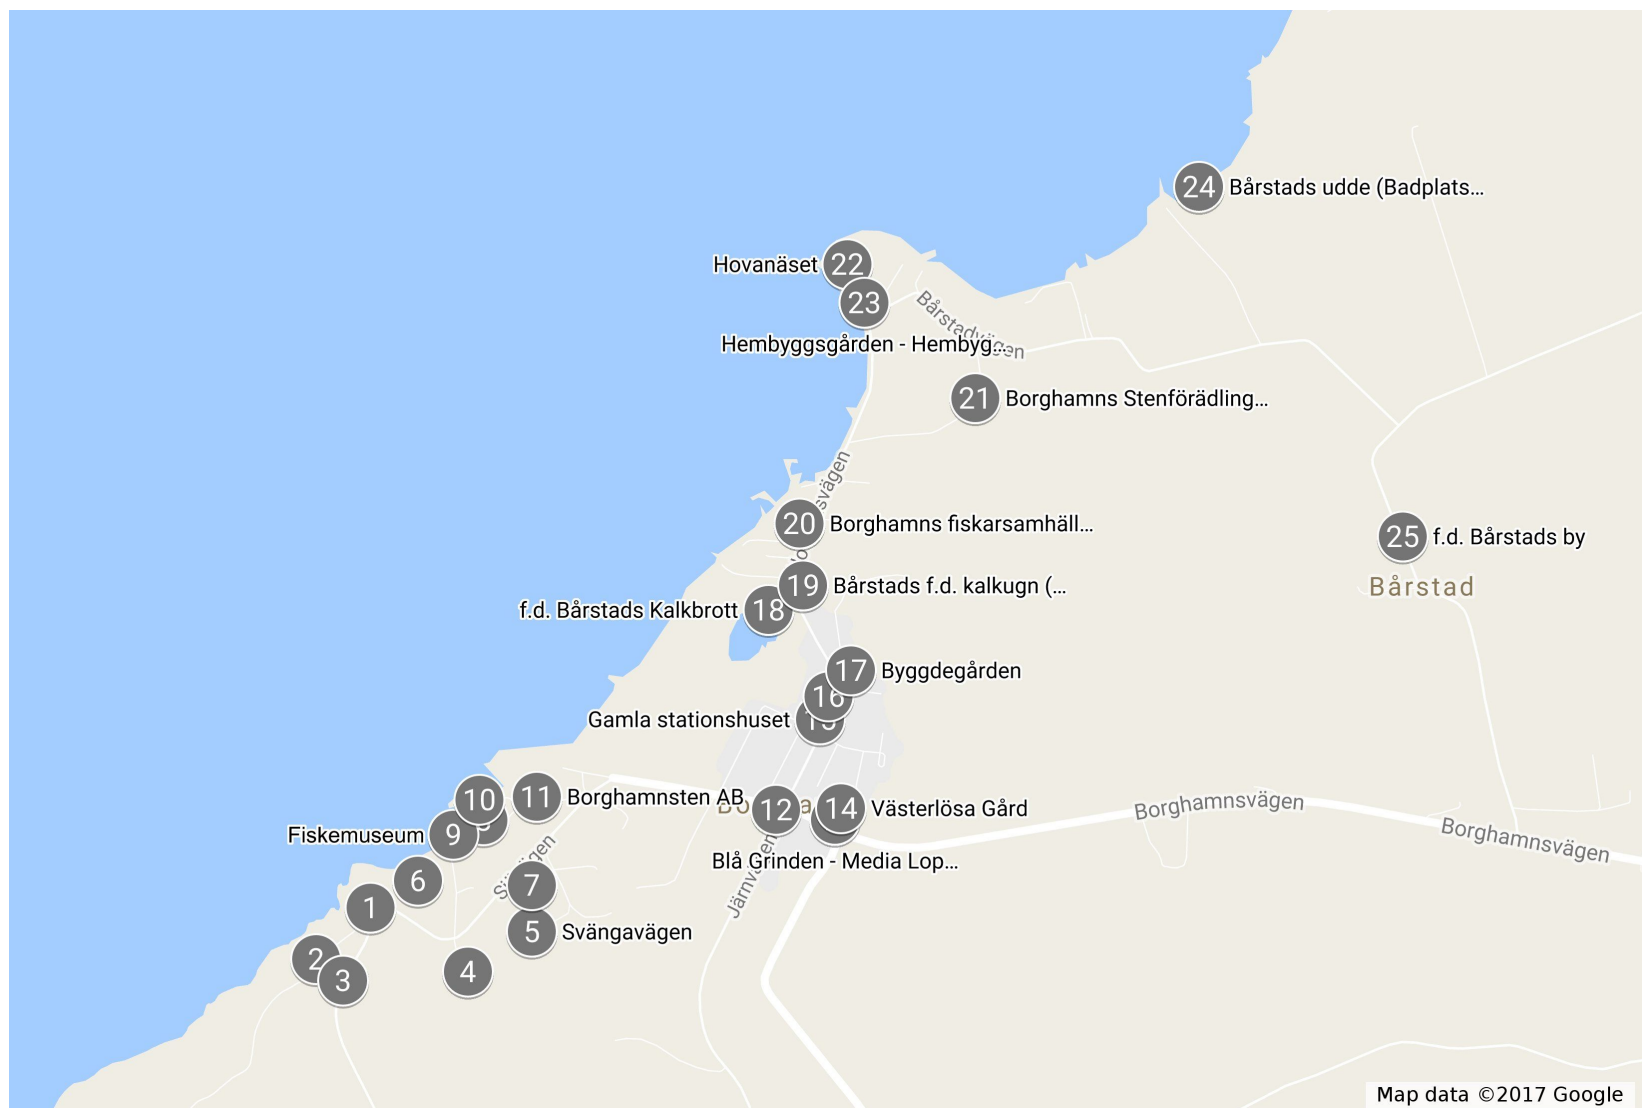 24 Bårstads udde (Badplats...
Hovanäset 22
23
Hembyggsgården - Hembyg...
Bårstadvägen
21 Borghamns Stenförädling...
svägen
20 Borghamns fiskarsamhäll...
25 f.d. Bårstads by
Bårstad
19 Bårstads f.d. kalkugn (...
f.d. Bårstads Kalkbrott 18
17 Byggdegården
16
Gamla stationshuset 15
10
11 Borghamnsten AB
12
14 Västerlösa Gård
Borghamnsvägen
Borghamnsvägen
Fiskemuseum 9
Blå Grinden - Media Lop...
6
7
1
5 Svängavägen
2
3
4
Map data ©2017 Google